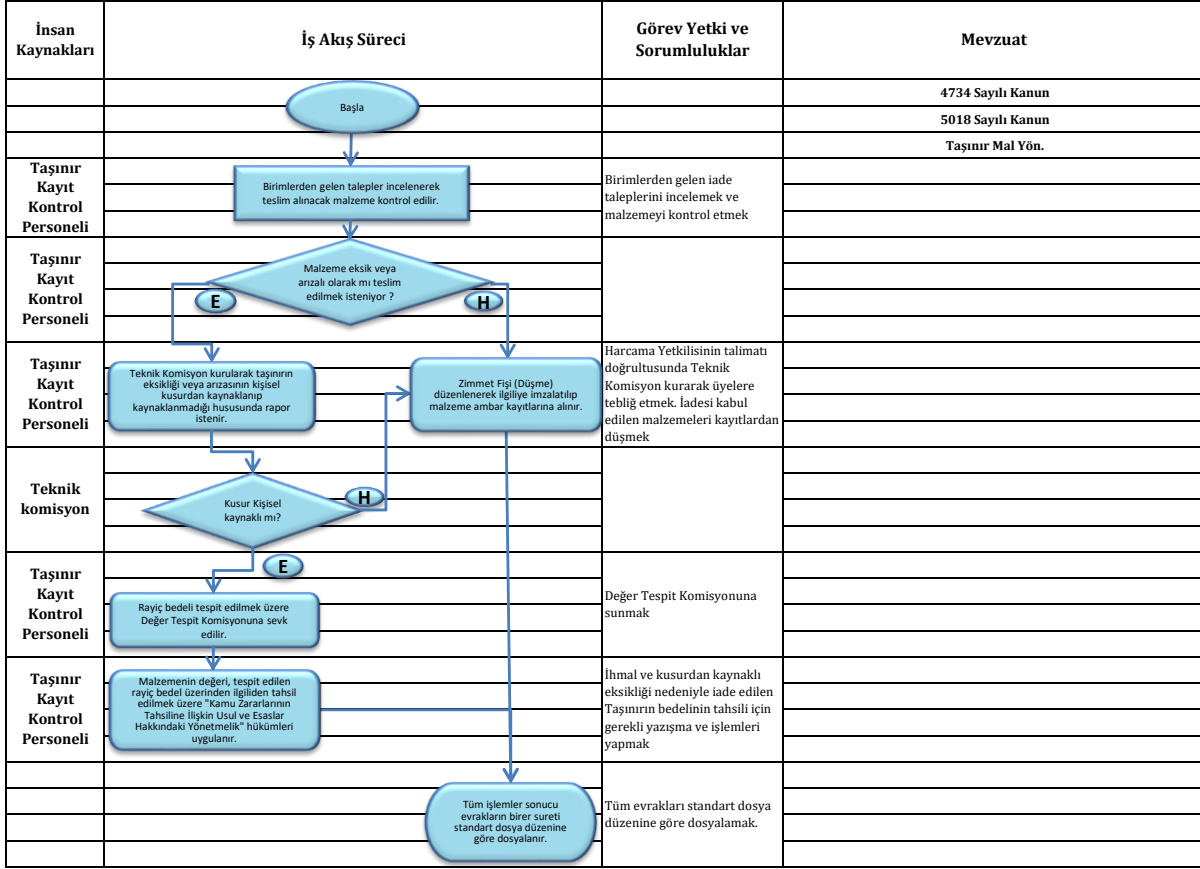 İnsan
Kaynakları
İş Akış Süreci
Görev Yetki ve
Sorumluluklar
Mevzuat
Başla
4734 Sayılı Kanun
5018 Sayılı Kanun
Taşınır Mal Yön.
Taşınır
Kayıt
Kontrol
Personeli
Birimlerden gelen talepler incelenerek
teslim alınacak malzeme kontrol edilir.
Birimlerden gelen iade
taleplerini incelemek ve
malzemeyi kontrol etmek
Taşınır
Kayıt
Kontrol
Personeli
Malzeme eksik veya
arızalı olarak mı teslim
edilmek isteniyor ?
E
H
Taşınır
Kayıt
Kontrol
Personeli
Teknik Komisyon kurularak taşınırın
eksikliği veya arızasının kişisel
kusurdan kaynaklanıp
kaynaklanmadığı hususunda rapor
istenir.
Zimmet Fişi (Düşme)
düzenlenerek ilgiliye imzalatılıp
malzeme ambar kayıtlarına alınır.
Harcama Yetkilisinin talimatı
doğrultusunda Teknik
Komisyon kurarak üyelere
tebliğ etmek. İadesi kabul
edilen malzemeleri kayıtlardan
düşmek
Teknik
komisyon
Kusur Kişisel
kaynaklı mı?
H
E
Taşınır
Kayıt
Kontrol
Personeli
Rayiç bedeli tespit edilmek üzere
Değer Tespit Komisyonuna sevk
edilir.
Değer Tespit Komisyonuna
sunmak
Taşınır
Kayıt
Kontrol
Personeli
Malzemenin değeri, tespit edilen
rayiç bedel üzerinden ilgiliden tahsil
edilmek üzere "Kamu Zararlarının
Tahsiline İlişkin Usul ve Esaslar
Hakkındaki Yönetmelik" hükümleri
uygulanır.
İhmal ve kusurdan kaynaklı
eksikliği nedeniyle iade edilen
Taşınırın bedelinin tahsili için
gerekli yazışma ve işlemleri
yapmak
Tüm işlemler sonucu
evrakların birer sureti
standart dosya düzenine
göre dosyalanır.
Tüm evrakları standart dosya
düzenine göre dosyalamak.